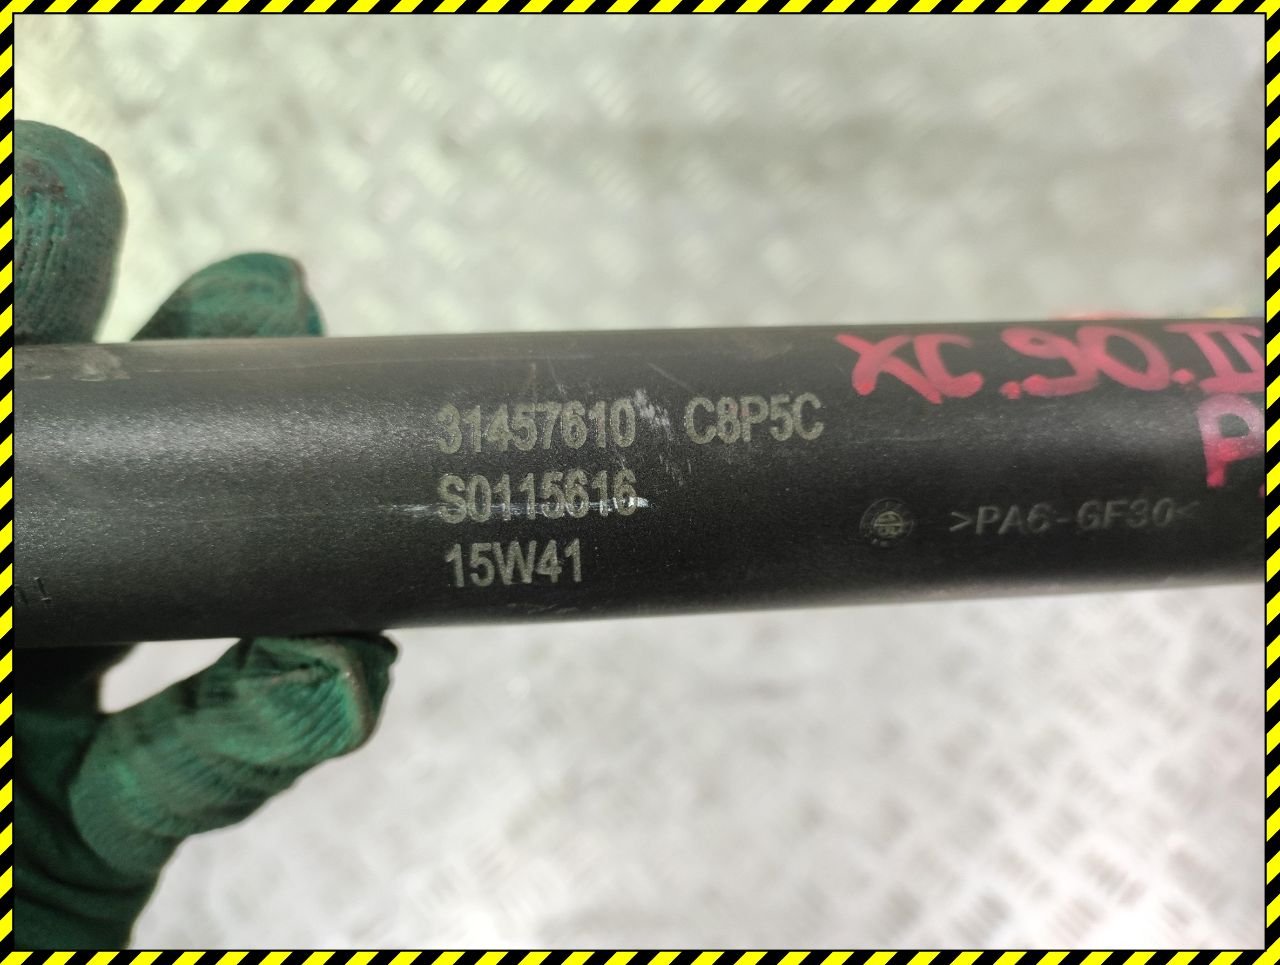 XC.90.II
P
31457610 C8P5C
S0115616
15W41
>PA6-GF30<